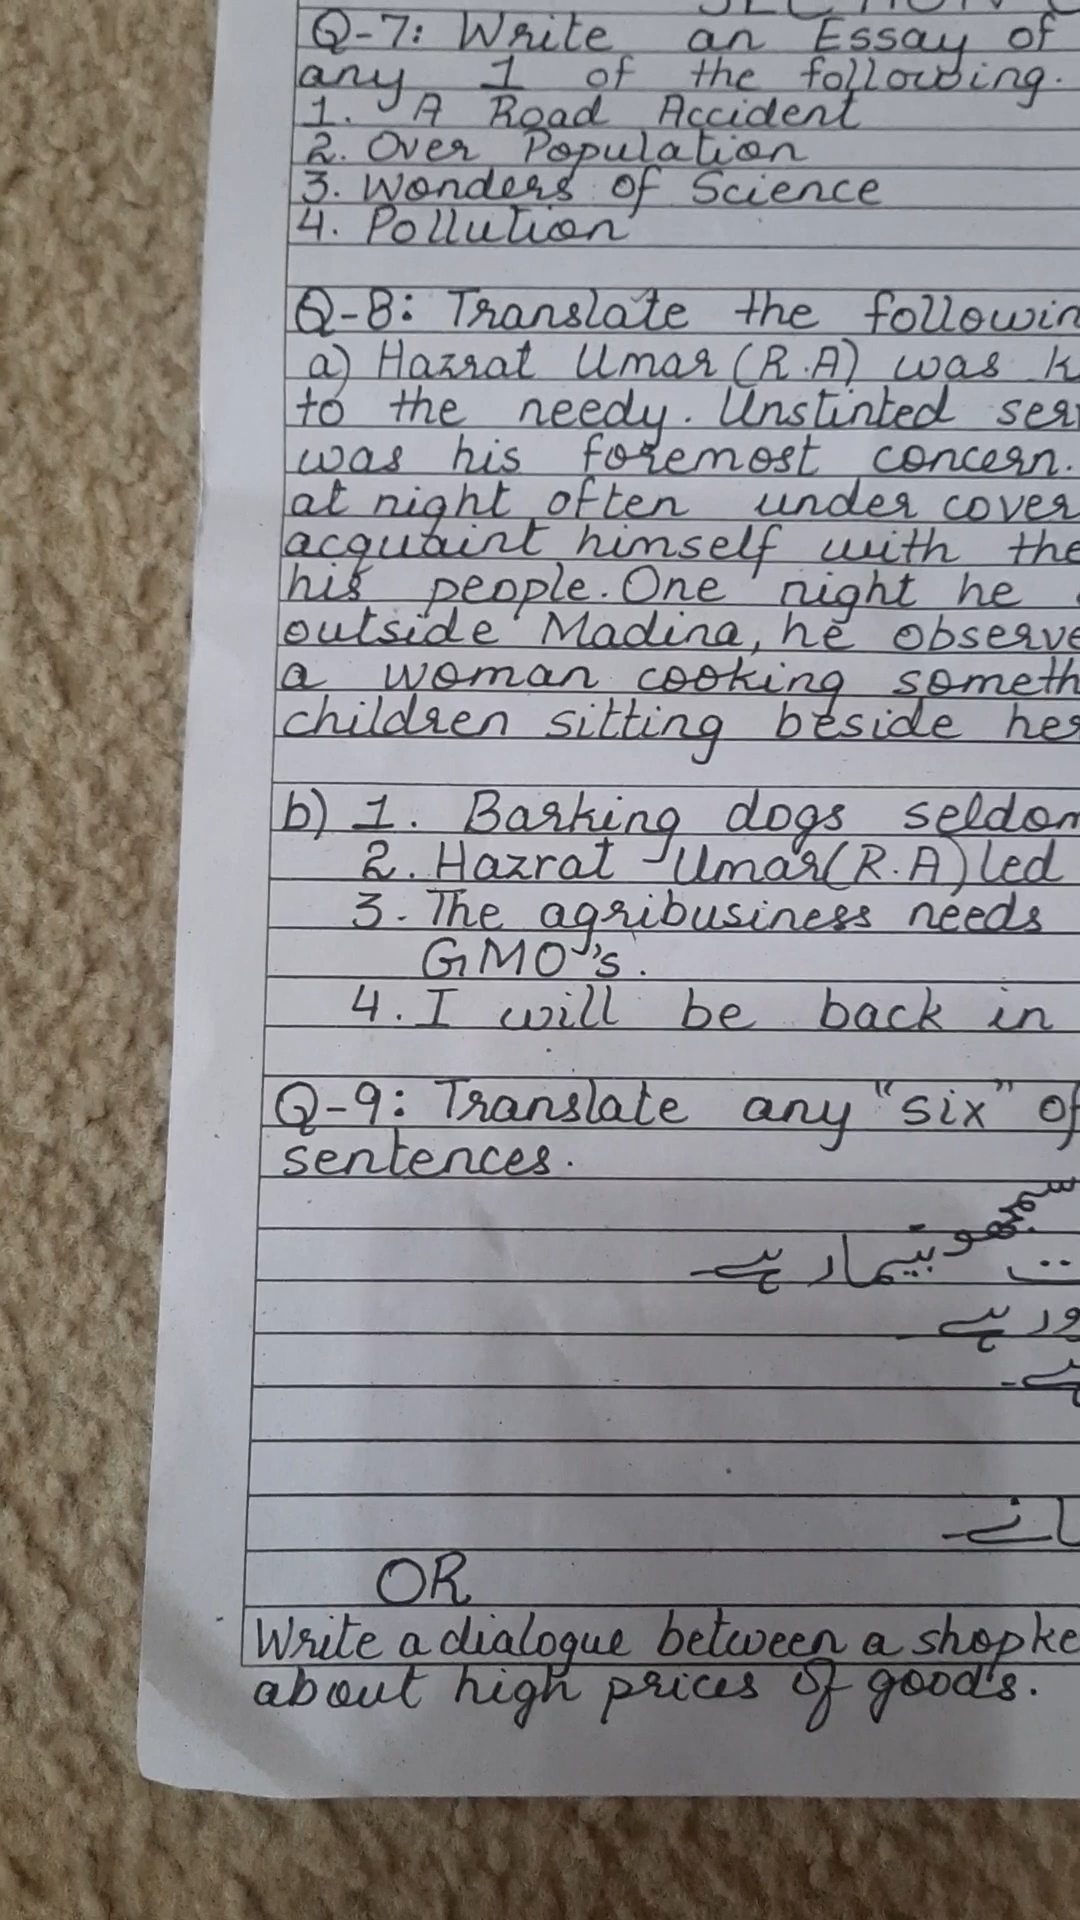 Q-7: Write an Essay of
any 1 of the following.
1. A Road Accident
2. Over Population
3. Wonders of Science
4. Pollution
Q-8: Translate the followin
a) Hazrat Umar (R.A) was k
to the needy. Unstinted ser
was his foremost concern.
at night often under cover
acquaint himself with the
his people. One night he
outside Madina, he observe
a woman cooking someth
children sitting beside her
b) 1. Barking dogs seldom
2. Hazrat Umar(R.A) led
3. The agribusiness needs
GMO's.
4. I will be back in
Q-9: Translate any "six" of
sentences.
بیمار ہے
ور ہے
ہے۔
OR
Write a dialogue between a shopke
about high prices of goods.